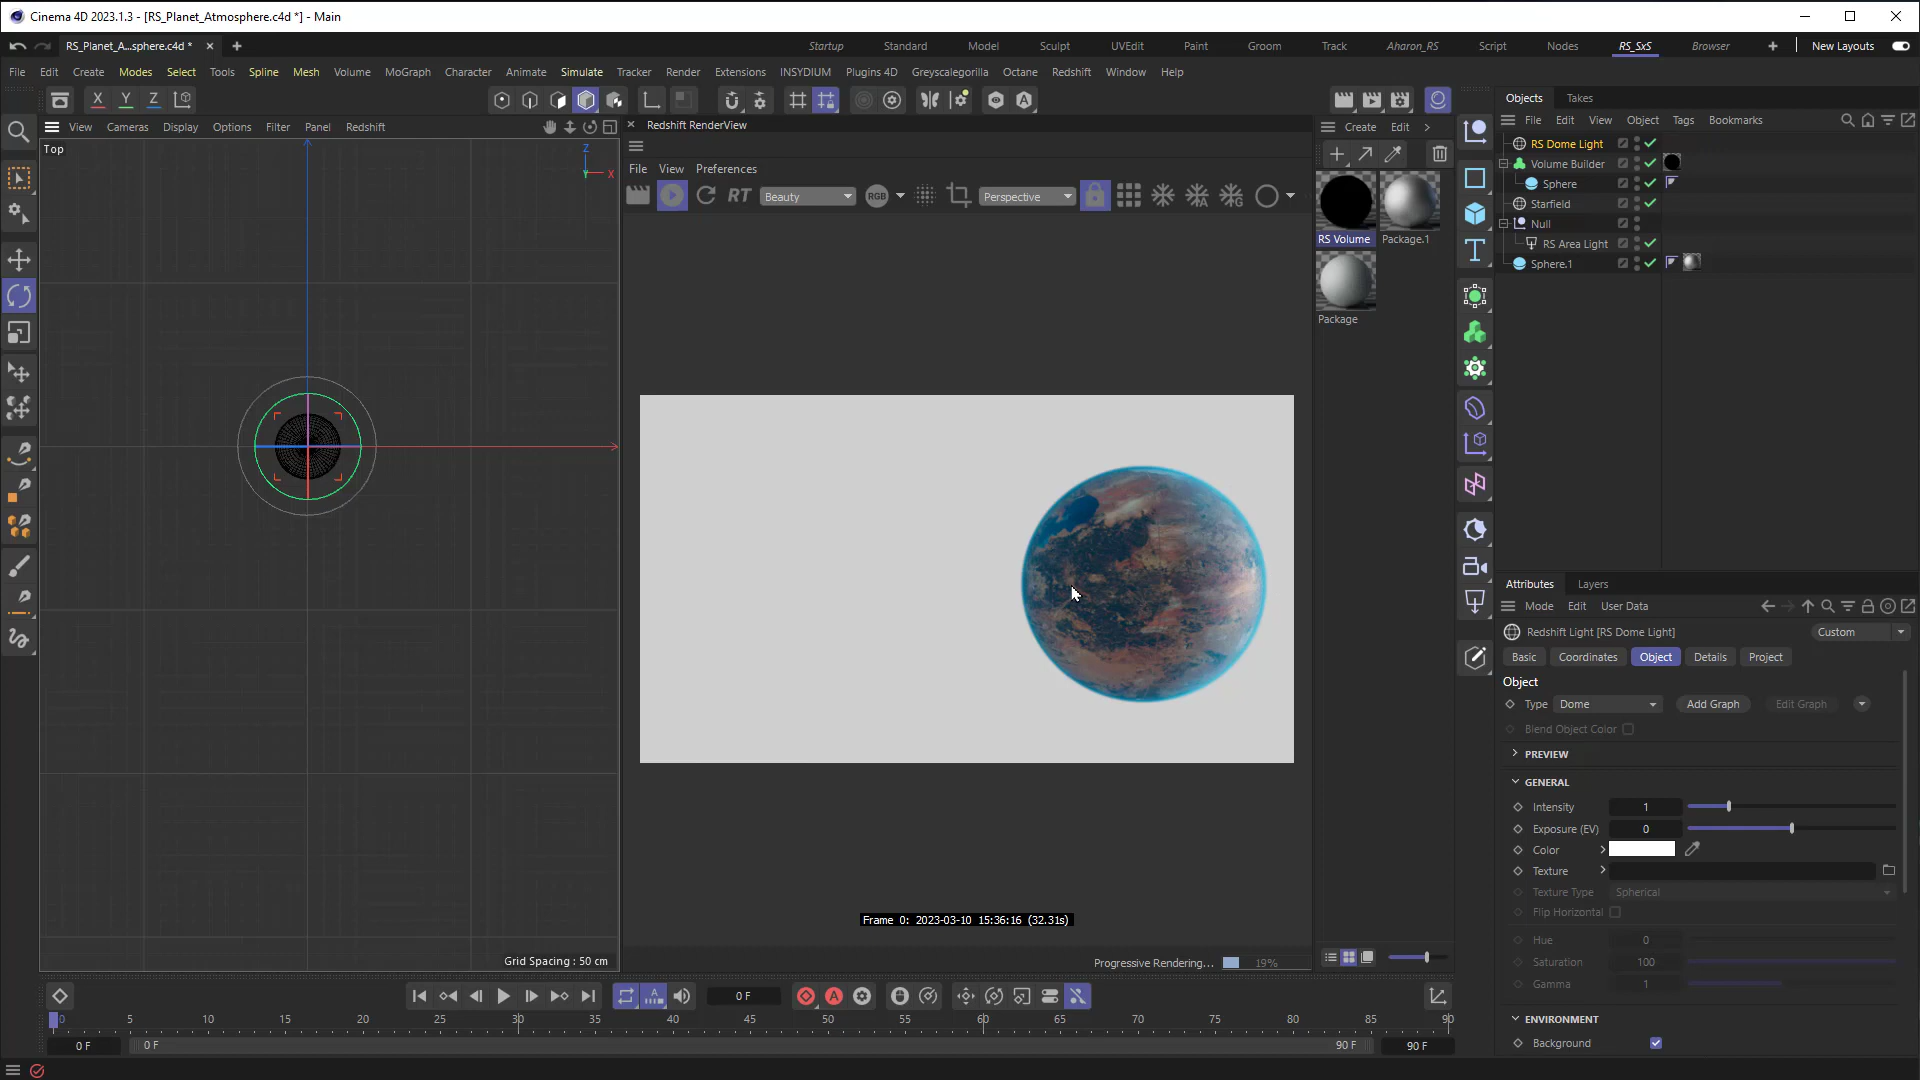 Cinema 4D 2023.1.3 - [RS_Planet_Atmosphere.c4d *] - Main
RS_Planet_A...sphere.c4d *
Startup Standard Model Sculpt UVEdit Paint Groom Track Aharon_RS Script Nodes RS_SxS Browser New Layouts
File Edit Create Modes Select Tools Spline Mesh Volume MoGraph Character Animate Simulate Tracker Render Extensions INSYDIUM Plugins 4D Greyscalegorilla Octane Redshift Window Help
X Y Z
Objects Takes
View Cameras Display Options Filter Panel Redshift
Redshift RenderView
Create Edit
File Edit View Object Tags Bookmarks
Top
Z
X
Y
File View Preferences
RT Beauty RGB Perspective
RS Volume
Package.1
Package
RS Dome Light
Volume Builder
Sphere
Starfield
Null
RS Area Light
Sphere.1
Attributes Layers
Mode Edit User Data
Redshift Light [RS Dome Light]
Custom
Basic Coordinates Object Details Project
Object
Type Dome Add Graph Edit Graph
Blend Object Color
PREVIEW
GENERAL
Intensity 1
Exposure (EV) 0
Color
Texture
Texture Type Spherical
Flip Horizontal
Hue 0
Saturation 100
Gamma 1
ENVIRONMENT
Background
Frame 0: 2023-03-10 15:36:16 (32.31s)
Grid Spacing : 50 cm
Progressive Rendering... 19%
0 F
0 5 10 15 20 25 30 35 40 45 50 55 60 65 70 75 80 85 90
0 F 0 F 90 F 90 F